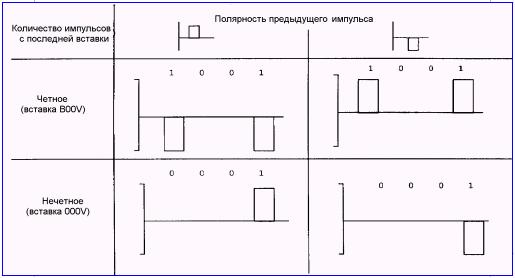 Количество импульсов
с последней вставки
Полярность предыдущего импульса
Четное
(вставка B00V)
1 0 0 1
1 0 0 1
Нечетное
(вставка 000V)
0 0 0 1
0 0 0 1